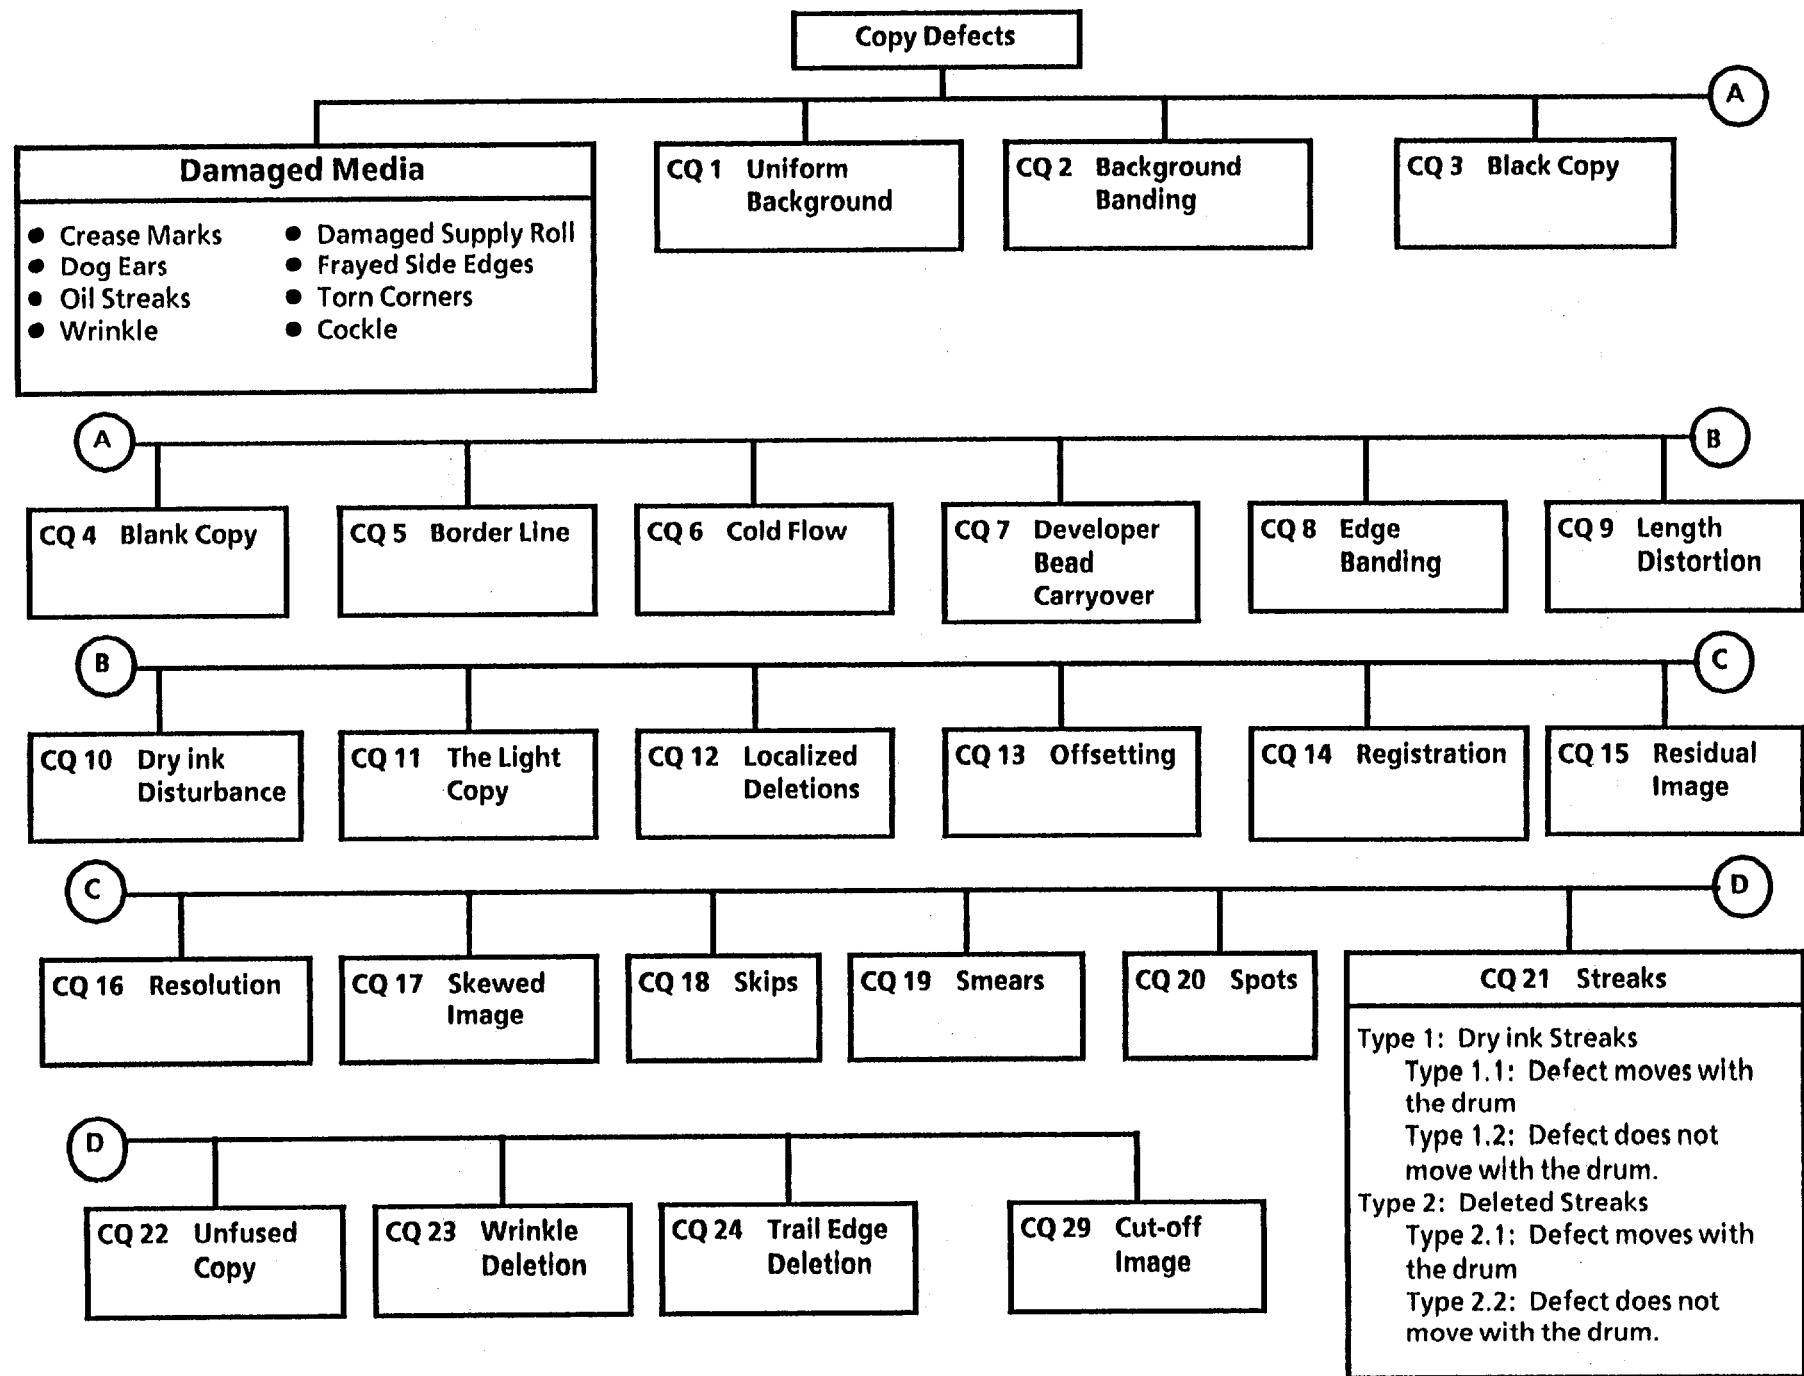 Copy Defects
A
Damaged Media
● Crease Marks
● Dog Ears
● Oil Streaks
● Wrinkle
● Damaged Supply Roll
● Frayed Side Edges
● Torn Corners
● Cockle
CQ 1 Uniform
Background
CQ 2 Background
Banding
CQ 3 Black Copy
A
B
CQ 4 Blank Copy
CQ 5 Border Line
CQ 6 Cold Flow
CQ 7 Developer
Bead
Carryover
CQ 8 Edge
Banding
CQ 9 Length
Distortion
B
C
CQ 10 Dry ink
Disturbance
CQ 11 The Light
Copy
CQ 12 Localized
Deletions
CQ 13 Offsetting
CQ 14 Registration
CQ 15 Residual
Image
C
D
CQ 16 Resolution
CQ 17 Skewed
Image
CQ 18 Skips
CQ 19 Smears
CQ 20 Spots
CQ 21 Streaks
Type 1: Dry ink Streaks
Type 1.1: Defect moves with
the drum
Type 1.2: Defect does not
move with the drum.
Type 2: Deleted Streaks
Type 2.1: Defect moves with
the drum
Type 2.2: Defect does not
move with the drum.
D
CQ 22 Unfused
Copy
CQ 23 Wrinkle
Deletion
CQ 24 Trail Edge
Deletion
CQ 29 Cut-off
Image